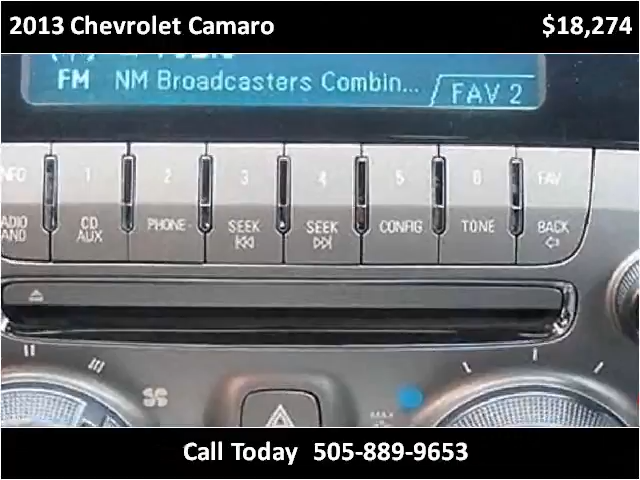 2013 Chevrolet Camaro $18,274
FM NM Broadcasters Combin... FAV 2
1 2 3 4 5 6 FAV
CD AUX PHONE SEEK SEEK CONFIG TONE BACK
MAX
Call Today 505-889-9653